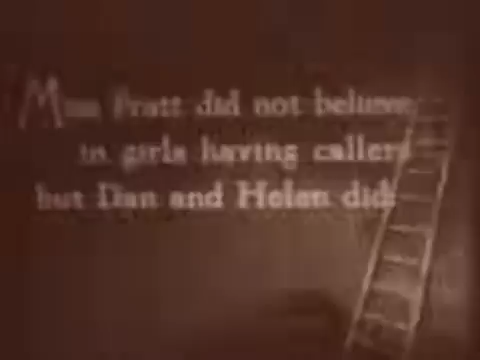 Miss Pratt did not believe
in girls having callers
but Dan and Helen did.